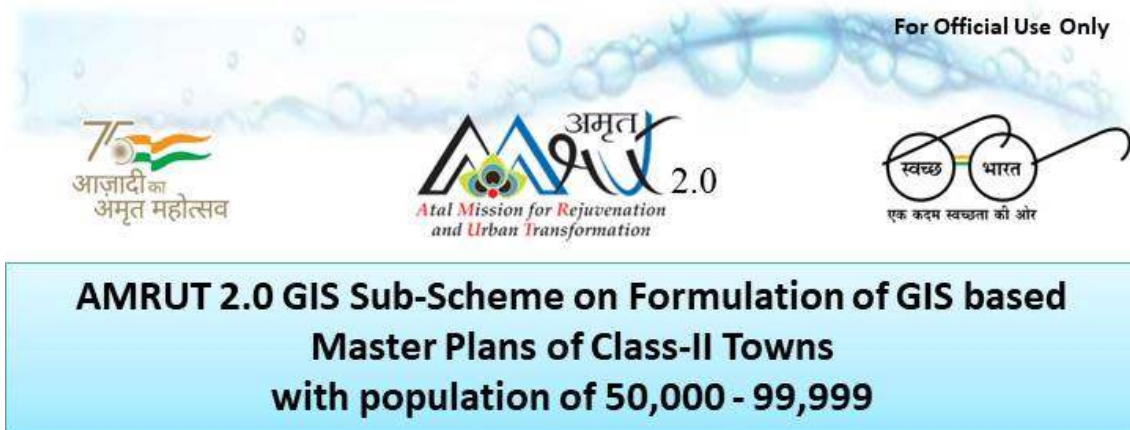 For Official Use Only
75
आज़ादी का
अमृत महोत्सव
अमृत
2.0
Atal Mission for Rejuvenation
and Urban Transformation
स्वच्छ भारत
एक कदम स्वच्छता की ओर
AMRUT 2.0 GIS Sub-Scheme on Formulation of GIS based
Master Plans of Class-II Towns
with population of 50,000 - 99,999